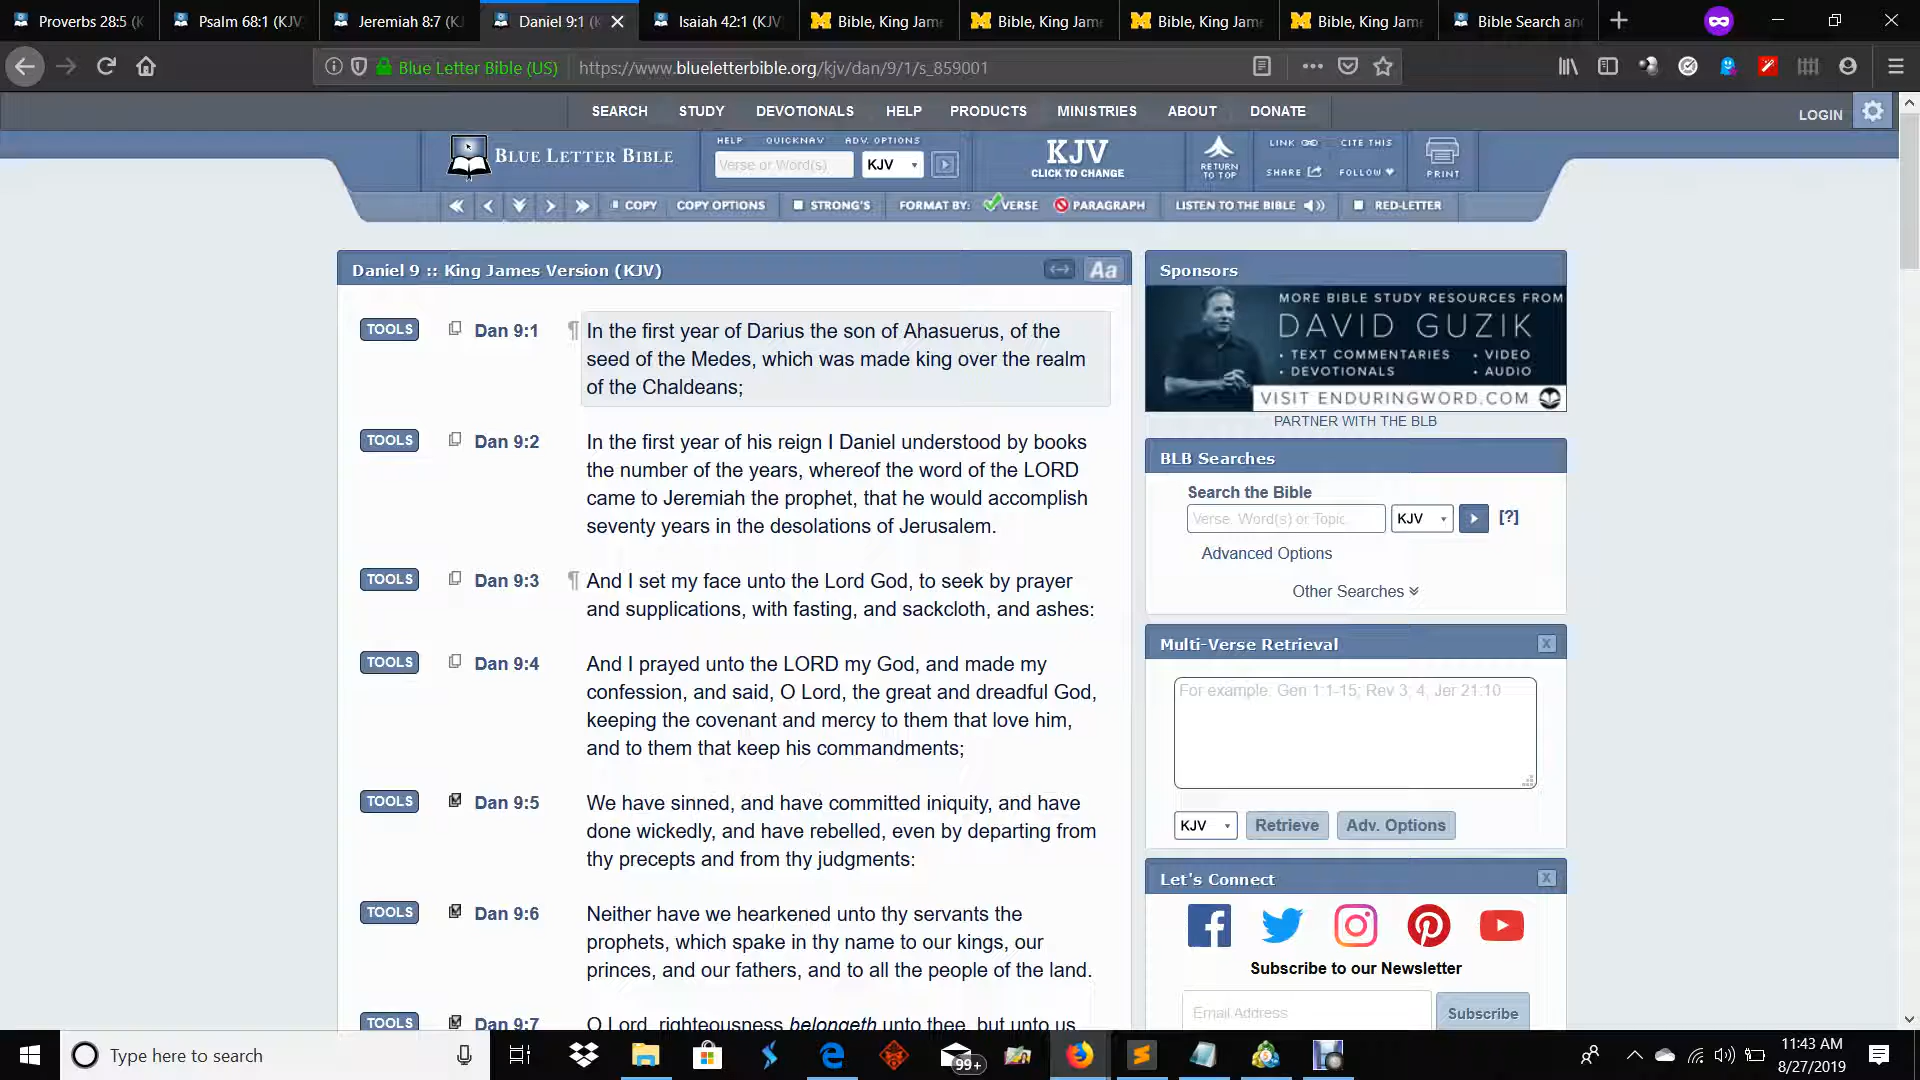 Proverbs 28:5 (K
Psalm 68:1 (KJV
Jeremiah 8:7 (KJ
Daniel 9:1 (K
Isaiah 42:1 (KJV
Bible, King Jame
Bible, King Jame
Bible, King Jame
Bible, King Jame
Bible Search an
Blue Letter Bible (US)
https://www.blueletterbible.org/kjv/dan/9/1/s_859001
SEARCH STUDY DEVOTIONALS HELP PRODUCTS MINISTRIES ABOUT DONATE
LOGIN
BLUE LETTER BIBLE
HELP QUICKNAV ADV. OPTIONS
Verse or Word(s)
KJV
KJV
CLICK TO CHANGE
RETURN
TO TOP
LINK CITE THIS
SHARE FOLLOW
PRINT
COPY COPY OPTIONS STRONG'S FORMAT BY: VERSE PARAGRAPH LISTEN TO THE BIBLE RED-LETTER
Daniel 9 :: King James Version (KJV)
Aa
TOOLS Dan 9:1 ¶ In the first year of Darius the son of Ahasuerus, of the
seed of the Medes, which was made king over the realm
of the Chaldeans;
TOOLS Dan 9:2 In the first year of his reign I Daniel understood by books
the number of the years, whereof the word of the LORD
came to Jeremiah the prophet, that he would accomplish
seventy years in the desolations of Jerusalem.
TOOLS Dan 9:3 ¶ And I set my face unto the Lord God, to seek by prayer
and supplications, with fasting, and sackcloth, and ashes:
TOOLS Dan 9:4 And I prayed unto the LORD my God, and made my
confession, and said, O Lord, the great and dreadful God,
keeping the covenant and mercy to them that love him,
and to them that keep his commandments;
TOOLS Dan 9:5 We have sinned, and have committed iniquity, and have
done wickedly, and have rebelled, even by departing from
thy precepts and from thy judgments:
TOOLS Dan 9:6 Neither have we hearkened unto thy servants the
prophets, which spake in thy name to our kings, our
princes, and our fathers, and to all the people of the land.
TOOLS Dan 9:7 O Lord, righteousness belongeth unto thee, but unto us
Sponsors
MORE BIBLE STUDY RESOURCES FROM
DAVID GUZIK
• TEXT COMMENTARIES • VIDEO
• DEVOTIONALS • AUDIO
VISIT ENDURINGWORD.COM
PARTNER WITH THE BLB
BLB Searches
Search the Bible
Verse, Word(s) or Topic
KJV
[?]
Advanced Options
Other Searches
Multi-Verse Retrieval
X
For example: Gen 1:1-15; Rev 3, 4, Jer 21:10
KJV
Retrieve
Adv. Options
Let's Connect
X
Subscribe to our Newsletter
Email Address
Subscribe
Type here to search
99+
11:43 AM
8/27/2019